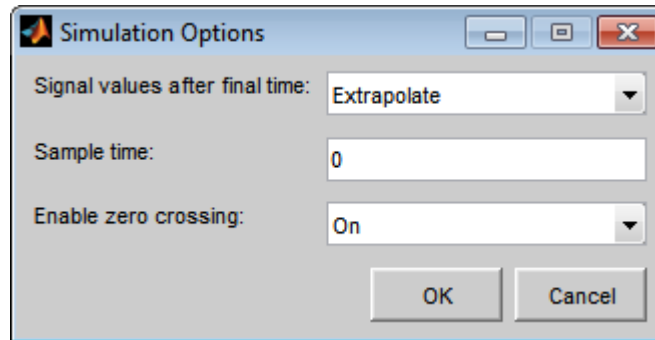 Simulation Options
Signal values after final time: Extrapolate
Sample time: 0
Enable zero crossing: On
OK Cancel